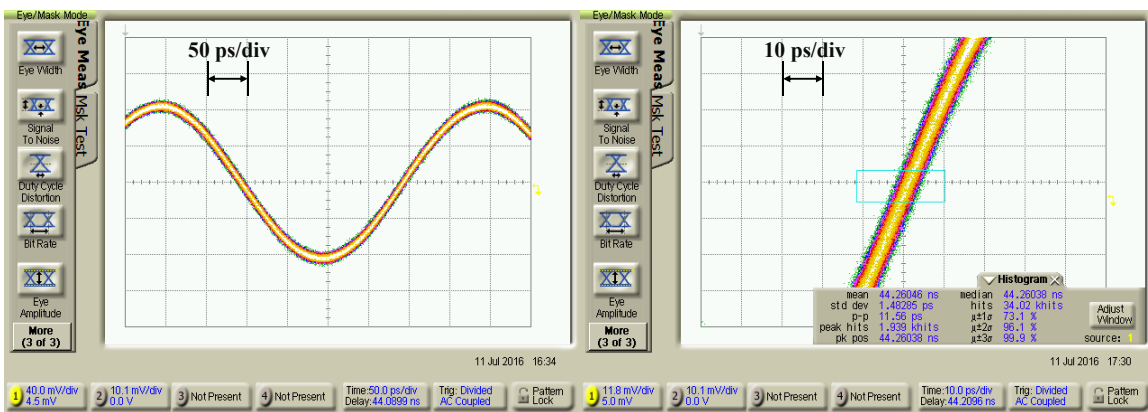 Eye/Mask Mode
Eye Width
Signal
To Noise
Duty Cycle
Distortion
Bit Rate
Eye
Amplitude
More
(3 of 3)
Eye Meas
Msk Test
50 ps/div
11 Jul 2016 16:34
1 40.0 mV/div
4.5 mV
2 10.1 mV/div
0.0 V
3 Not Present
4 Not Present
Time:50.0 ps/div
Delay:44.0899 ns
Trig: Divided
AC Coupled
Pattern
Lock
Eye/Mask Mode
Eye Width
Signal
To Noise
Duty Cycle
Distortion
Bit Rate
Eye
Amplitude
More
(3 of 3)
Eye Meas
Msk Test
10 ps/div
Histogram
mean 44.26046 ns median 44.26038 ns
std dev 1.48285 ps hits 34.02 khits
p-p 11.56 ps μ±1σ 73.1 %
peak hits 1.939 khits μ±2σ 96.1 %
pk pos 44.26038 ns μ±3σ 99.9 %
Adjust
Window
source: 1
11 Jul 2016 17:30
1 11.8 mV/div
5.0 mV
2 10.1 mV/div
0.0 V
3 Not Present
4 Not Present
Time:10.0 ps/div
Delay:44.2096 ns
Trig: Divided
AC Coupled
Pattern
Lock